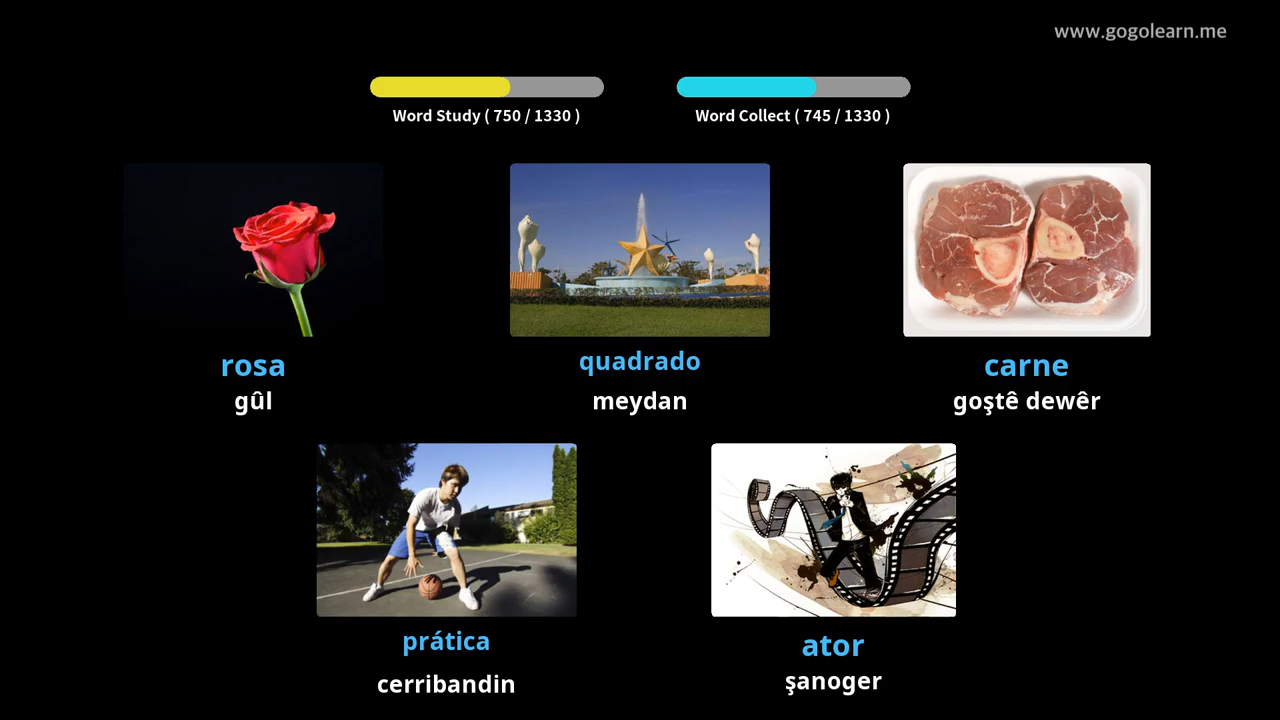 www.gogolearn.me
Word Study ( 750 / 1330 )
Word Collect ( 745 / 1330 )
rosa
gûl
quadrado
meydan
carne
goştê dewêr
prática
cerribandin
ator
şanoger